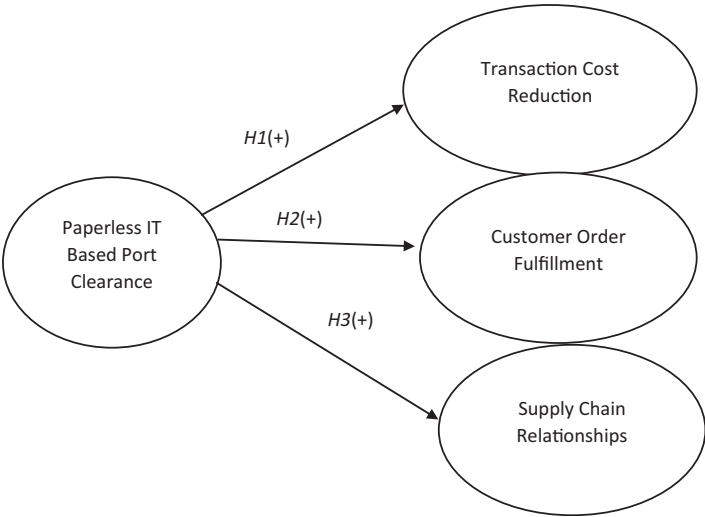 Transaction Cost
Reduction
H1(+)
Paperless IT
Based Port
Clearance
H2(+)
Customer Order
Fulfillment
H3(+)
Supply Chain
Relationships